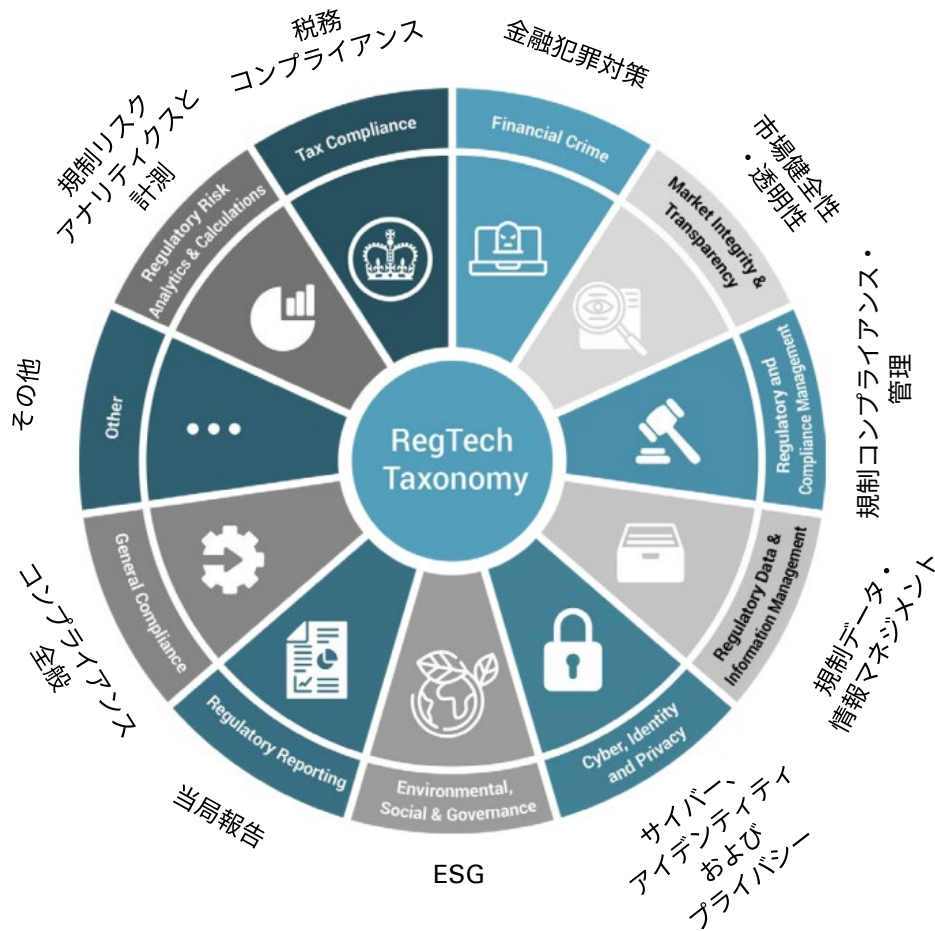 税務
コンプライアンス
金融犯罪対策
市場健全性
・透明性
規制コンプライアンス・
管理
規制データ・
情報マネジメント
サイバー、
アイデンティティ
および
プライバシー
ESG
当局報告
コンプライアンス
全般
その他
規制リスク
アナリティクスと
計測
Tax Compliance
Financial Crime
Market Integrity &
Transparency
Regulatory and
Compliance Management
Regulatory Data &
Information Management
Cyber, Identity
and Privacy
Environmental,
Social & Governance
Regulatory Reporting
General Compliance
Other
Regulatory Risk
Analytics & Calculations
RegTech
Taxonomy